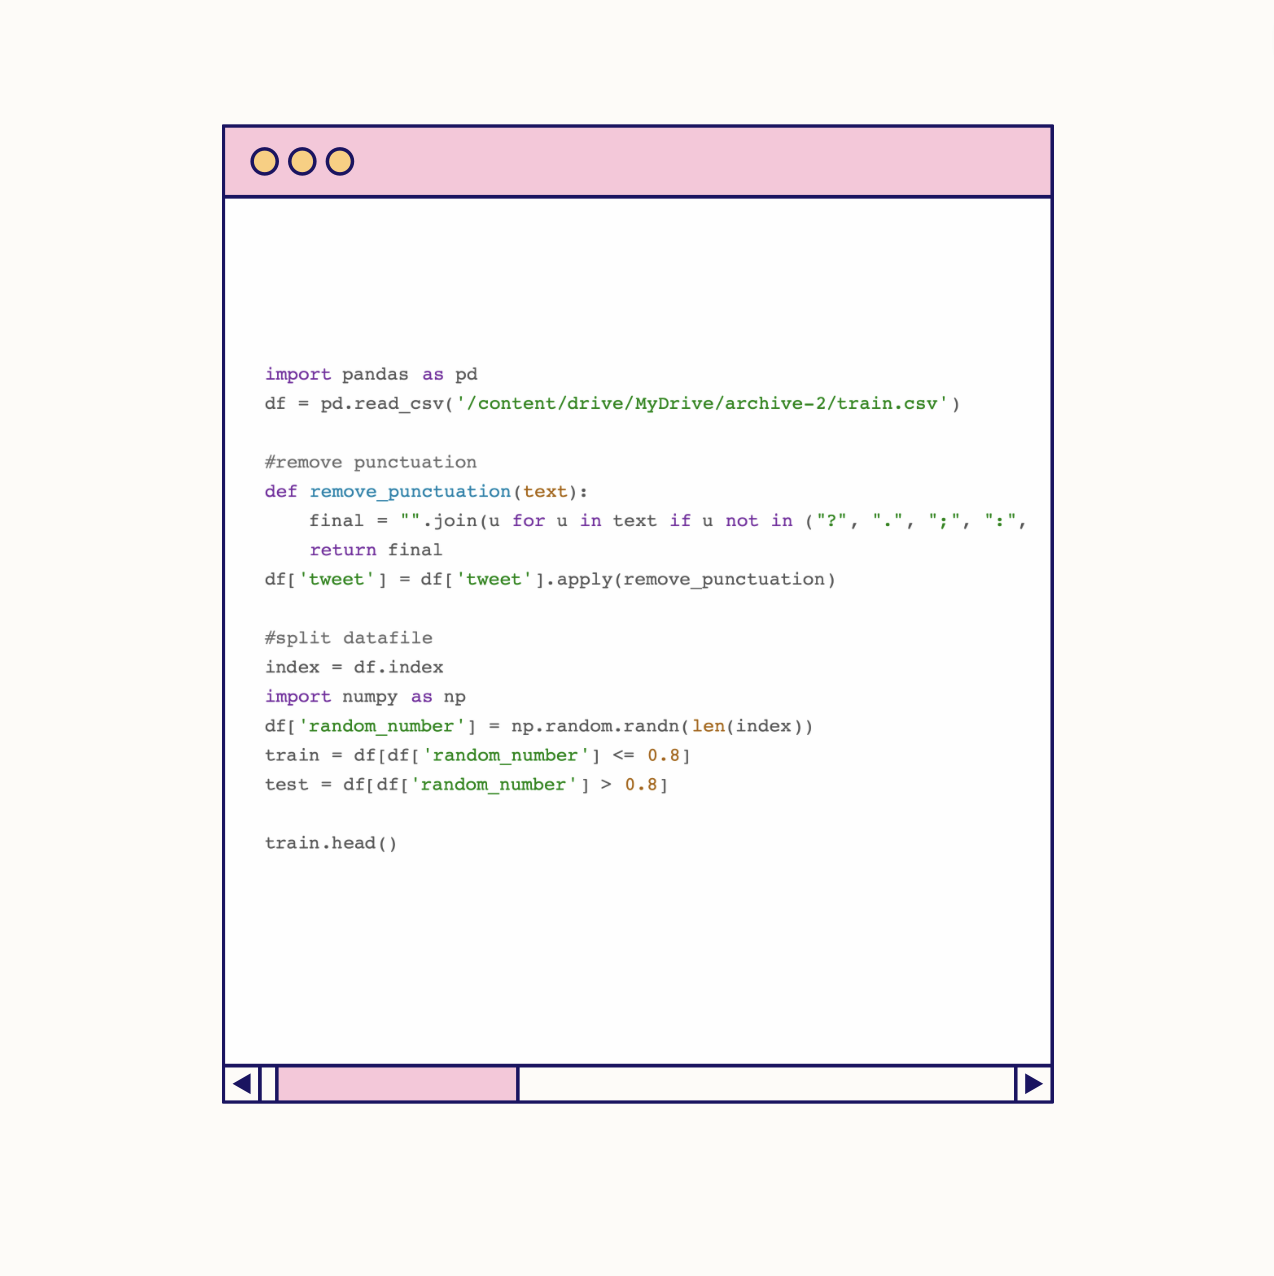 import pandas as pd
df = pd.read_csv('/content/drive/MyDrive/archive-2/train.csv')
#remove punctuation
def remove_punctuation(text):
    final = "".join(u for u in text if u not in ("?", ".", ";", ":",
    return final
df['tweet'] = df['tweet'].apply(remove_punctuation)
#split datafile
index = df.index
import numpy as np
df['random_number'] = np.random.randn(len(index))
train = df[df['random_number'] <= 0.8]
test = df[df['random_number'] > 0.8]
train.head()